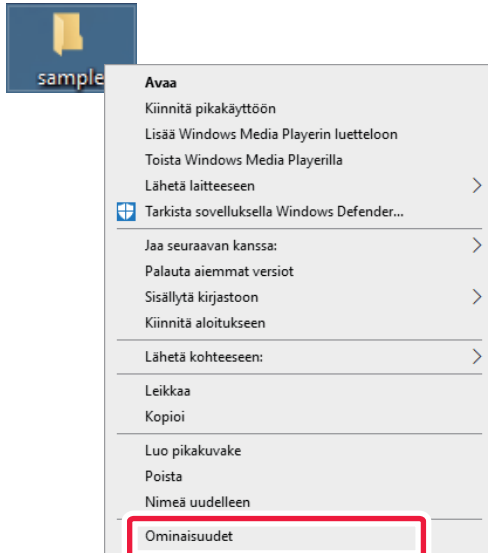 sample
Avaa
Kiinnitä pikakäyttöön
Lisää Windows Media Playerin luetteloon
Toista Windows Media Playerilla
Lähetä laitteeseen
Tarkista sovelluksella Windows Defender...
Jaa seuraavan kanssa:
Palauta aiemmat versiot
Sisällytä kirjastoon
Kiinnitä aloitukseen
Lähetä kohteeseen:
Leikkaa
Kopioi
Luo pikakuvake
Poista
Nimeä uudelleen
Ominaisuudet